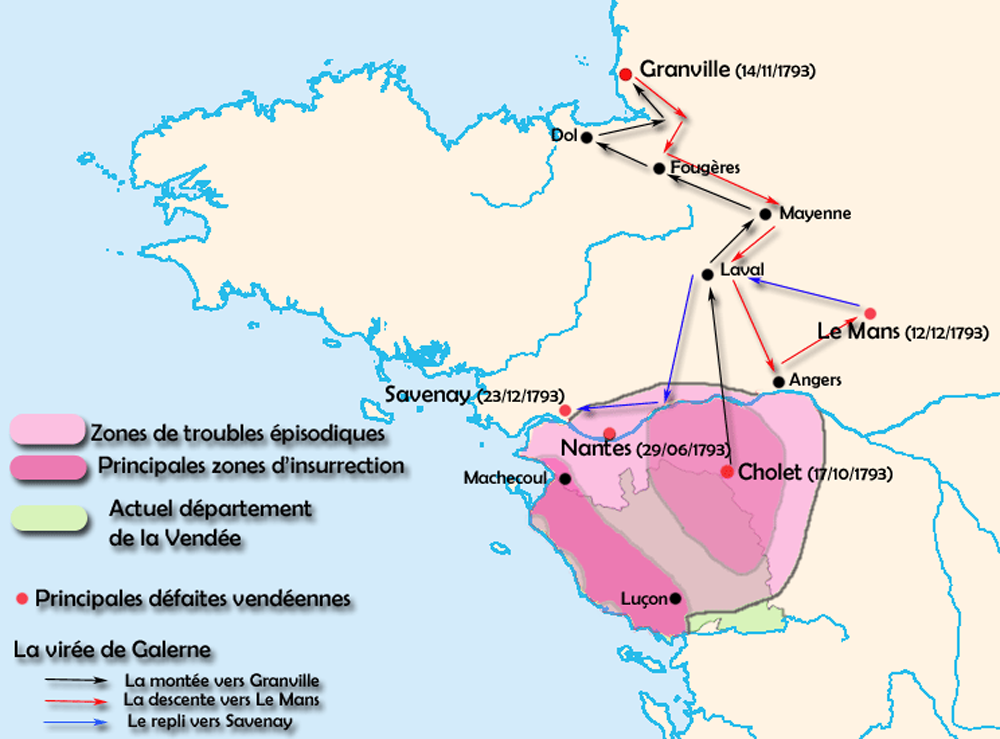 Granville (14/11/1793)
Dol
Fougères
Mayenne
Laval
Le Mans (12/12/1793)
Angers
Savenay (23/12/1793)
Nantes (29/06/1793)
Cholet (17/10/1793)
Machecoul
Luçon
Zones de troubles épisodiques
Principales zones d'insurrection
Actuel département
de la Vendée
Principales défaites vendéennes
La virée de Galerne
La montée vers Granville
La descente vers Le Mans
Le repli vers Savenay